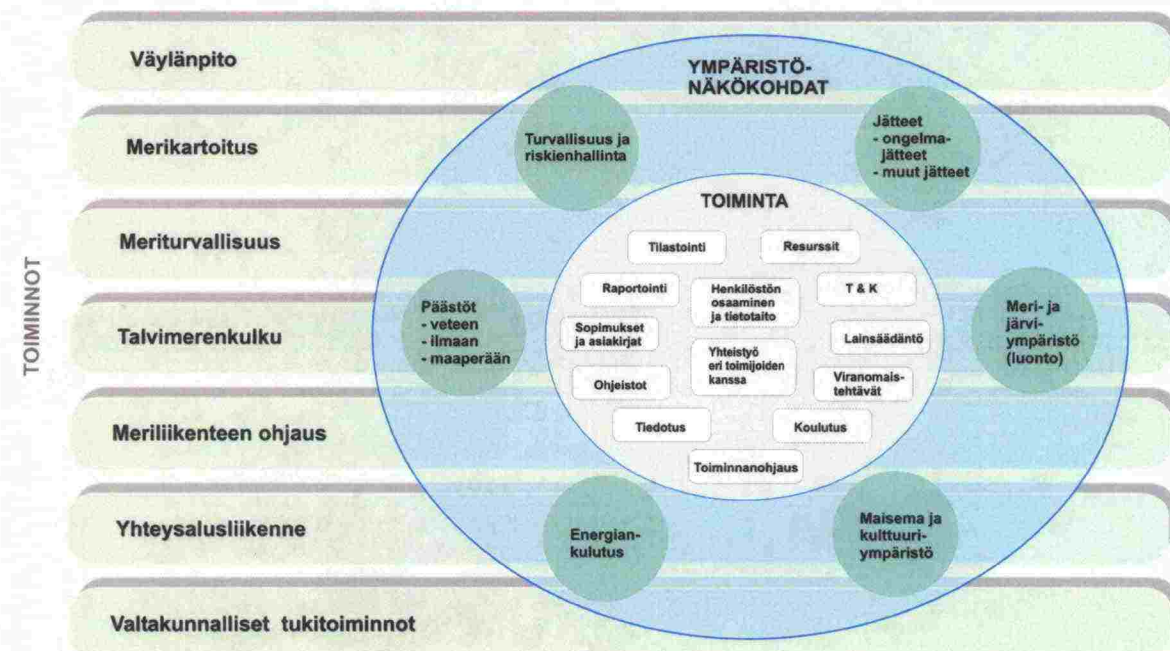 TOIMINNOT
Väylänpito
Merikartoitus
Meriturvallisuus
Talvimerenkulku
Meriliikenteen ohjaus
Yhteysalusliikenne
Valtakunnalliset tukitoiminnot
YMPÄRISTÖ-
NÄKÖKOHDAT
Turvallisuus ja
riskienhallinta
Jätteet
- ongelma-
jätteet
- muut jätteet
Päästöt
- veteen
- ilmaan
- maaperään
Meri- ja
järvi-
ympäristö
(luonto)
Energian-
kulutus
Maisema ja
kulttuuri-
ympäristö
TOIMINTA
Tilastointi
Resurssit
Raportointi
Henkilöstön
osaaminen
ja tietotaito
T & K
Sopimukset
ja asiakirjat
Yhteistyö
eri toimijoiden
kanssa
Lainsäädäntö
Ohjeistot
Viranomais-
tehtävät
Tiedotus
Koulutus
Toiminnanohjaus